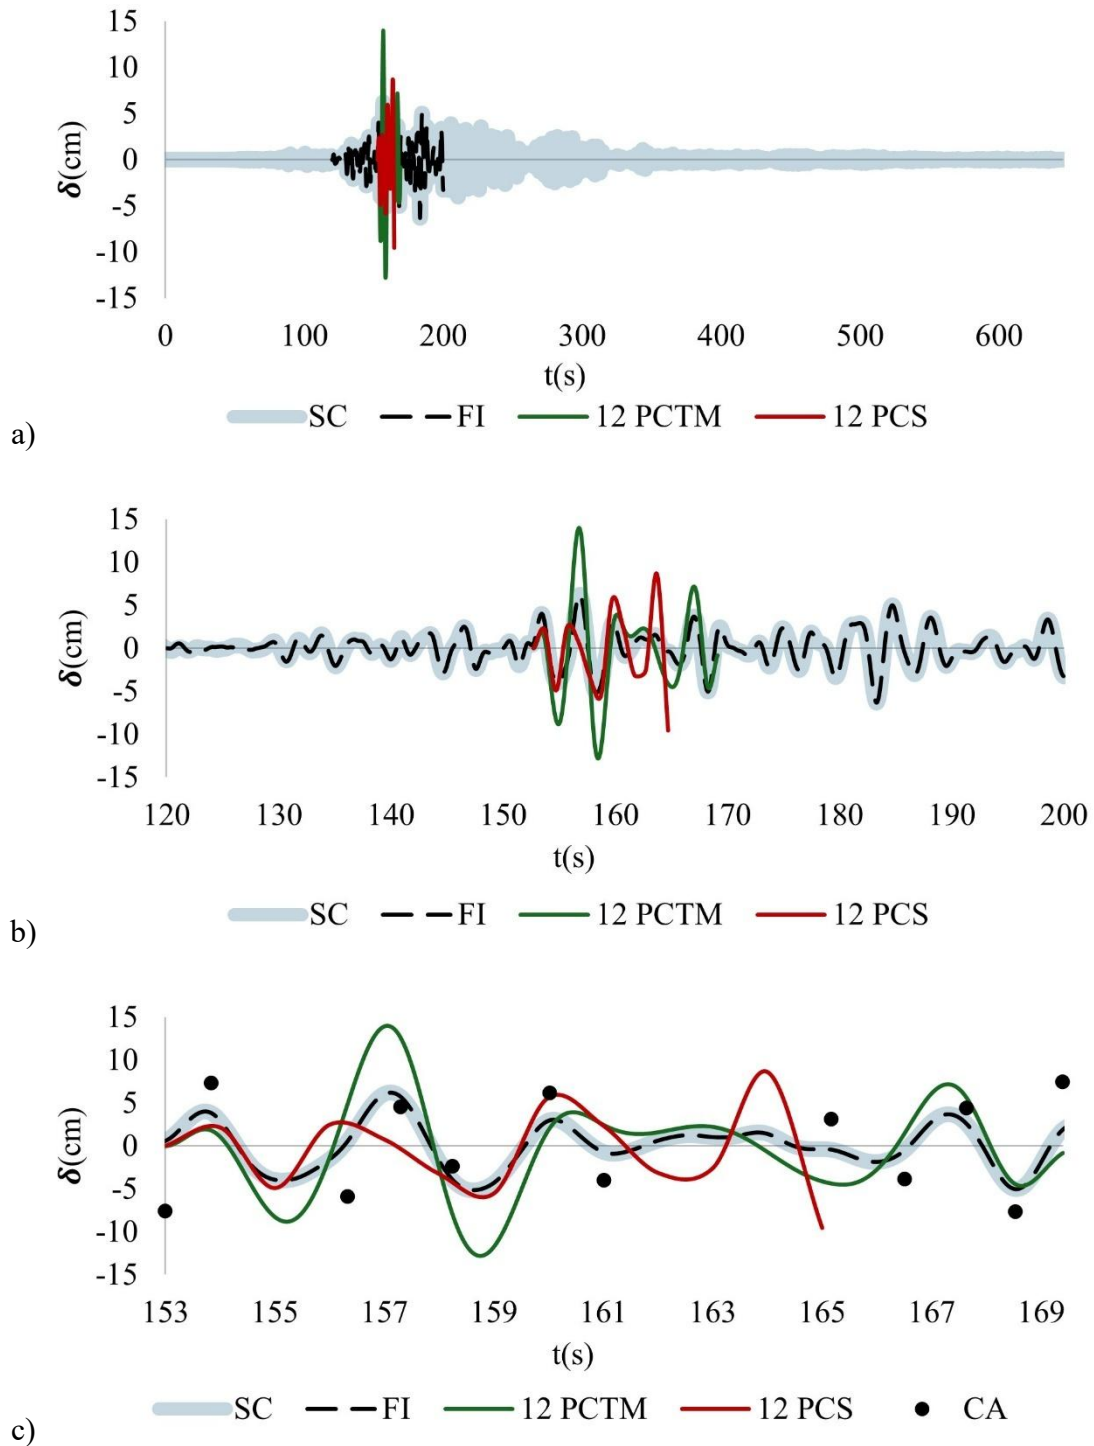 15
10
5
0
-5
-10
-15
δ(cm)
0 100 200 300 400 500 600
t(s)
SC FI 12 PCTM 12 PCS
a)
15
10
5
0
-5
-10
-15
δ(cm)
120 130 140 150 160 170 180 190 200
t(s)
SC FI 12 PCTM 12 PCS
b)
15
10
5
0
-5
-10
-15
δ(cm)
153 155 157 159 161 163 165 167 169
t(s)
SC FI 12 PCTM 12 PCS CA
c)